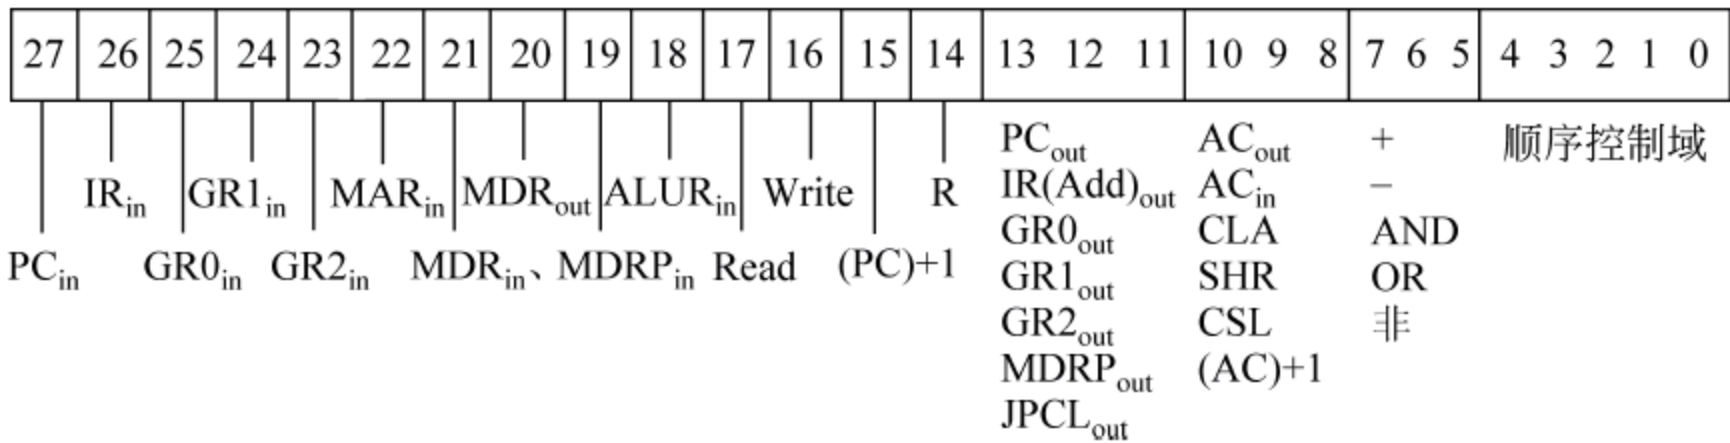 27 26 25 24 23 22 21 20 19 18 17 16 15 14 13 12 11 10 9 8 7 6 5 4 3 2 1 0
PCout ACout + 顺序控制域
IRin GR1in MARin MDRout ALURin Write R IR(Add)out ACin −
GR0out CLA AND
PCin GR0in GR2in MDRin、MDRPin Read (PC)+1 GR1out SHR OR
GR2out CSL 非
MDRPout (AC)+1
JPCLout